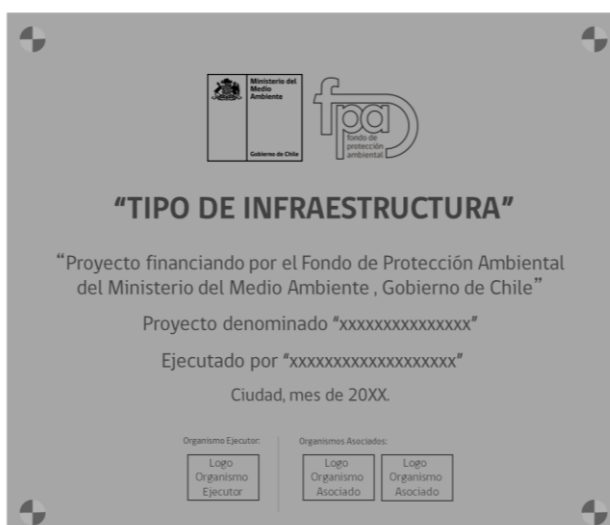 Ministerio del
Medio
Ambiente
Gobierno de Chile
fpa
fondo de
protección
ambiental
“TIPO DE INFRAESTRUCTURA”
“Proyecto financiando por el Fondo de Protección Ambiental
del Ministerio del Medio Ambiente , Gobierno de Chile”
Proyecto denominado “xxxxxxxxxxxxxxx”
Ejecutado por “xxxxxxxxxxxxxxxxxxx”
Ciudad, mes de 20XX.
Organismo Ejecutor:
Logo
Organismo
Ejecutor
Organismos Asociados:
Logo
Organismo
Asociado
Logo
Organismo
Asociado